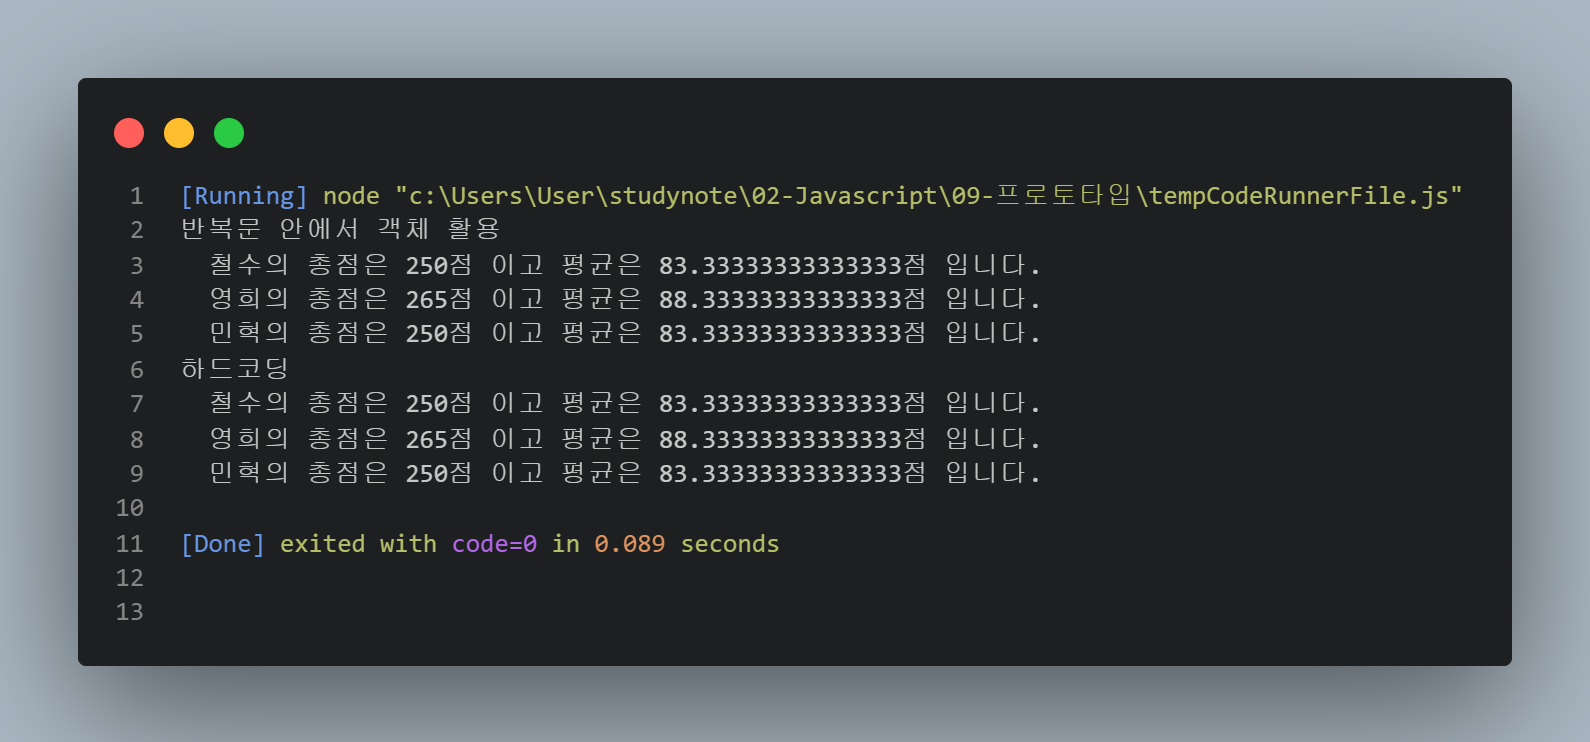 1 [Running] node "c:\Users\User\studynote\02-Javascript\09-프로토타입\tempCodeRunnerFile.js"
2 반복문 안에서 객체 활용
3 철수의 총점은 250점 이고 평균은 83.33333333333333점 입니다.
4 영희의 총점은 265점 이고 평균은 88.33333333333333점 입니다.
5 민혁의 총점은 250점 이고 평균은 83.33333333333333점 입니다.
6 하드코딩
7 철수의 총점은 250점 이고 평균은 83.33333333333333점 입니다.
8 영희의 총점은 265점 이고 평균은 88.33333333333333점 입니다.
9 민혁의 총점은 250점 이고 평균은 83.33333333333333점 입니다.
10
11 [Done] exited with code=0 in 0.089 seconds
12
13